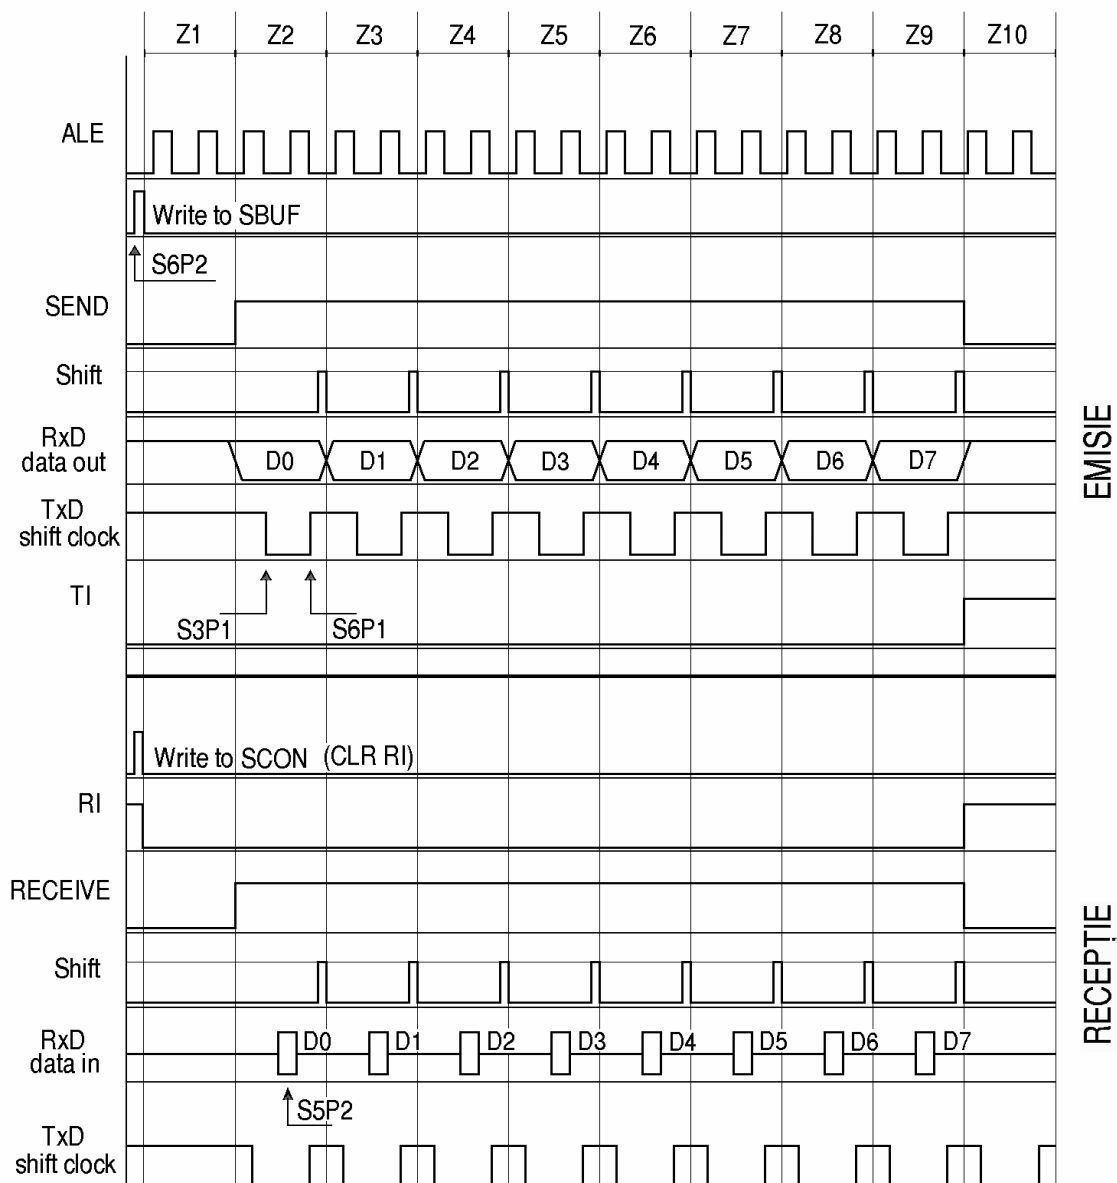 Z1 Z2 Z3 Z4 Z5 Z6 Z7 Z8 Z9 Z10
ALE
Write to SBUF
S6P2
SEND
Shift
RxD
data out
D0 D1 D2 D3 D4 D5 D6 D7
TxD
shift clock
TI
S3P1 S6P1
EMISIE
Write to SCON (CLR RI)
RI
RECEIVE
Shift
RxD
data in
D0 D1 D2 D3 D4 D5 D6 D7
S5P2
TxD
shift clock
RECEPȚIE